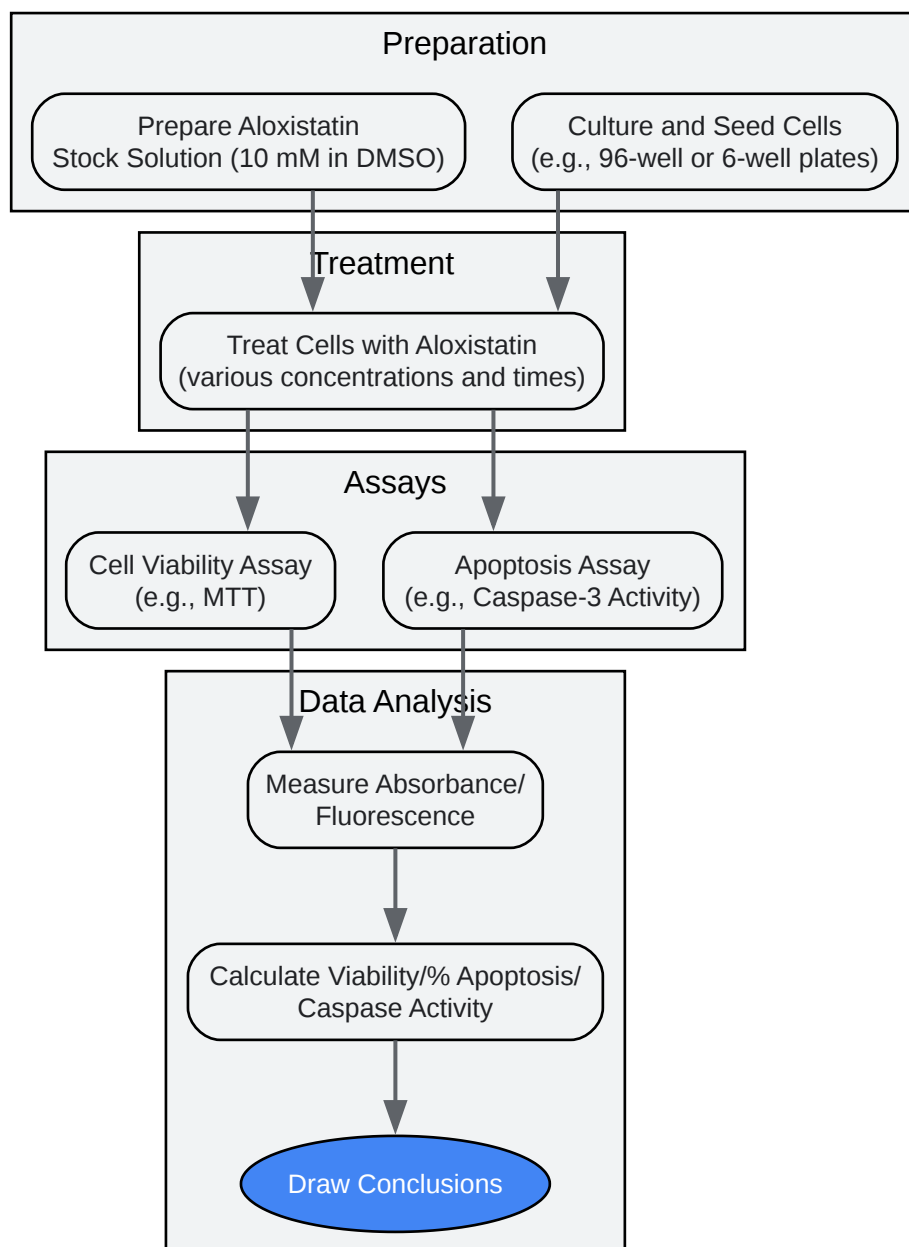 Preparation
Prepare Aloxistatin
Stock Solution (10 mM in DMSO)
Culture and Seed Cells
(e.g., 96-well or 6-well plates)
Treatment
Treat Cells with Aloxistatin
(various concentrations and times)
Assays
Cell Viability Assay
(e.g., MTT)
Apoptosis Assay
(e.g., Caspase-3 Activity)
Data Analysis
Measure Absorbance/
Fluorescence
Calculate Viability/% Apoptosis/
Caspase Activity
Draw Conclusions